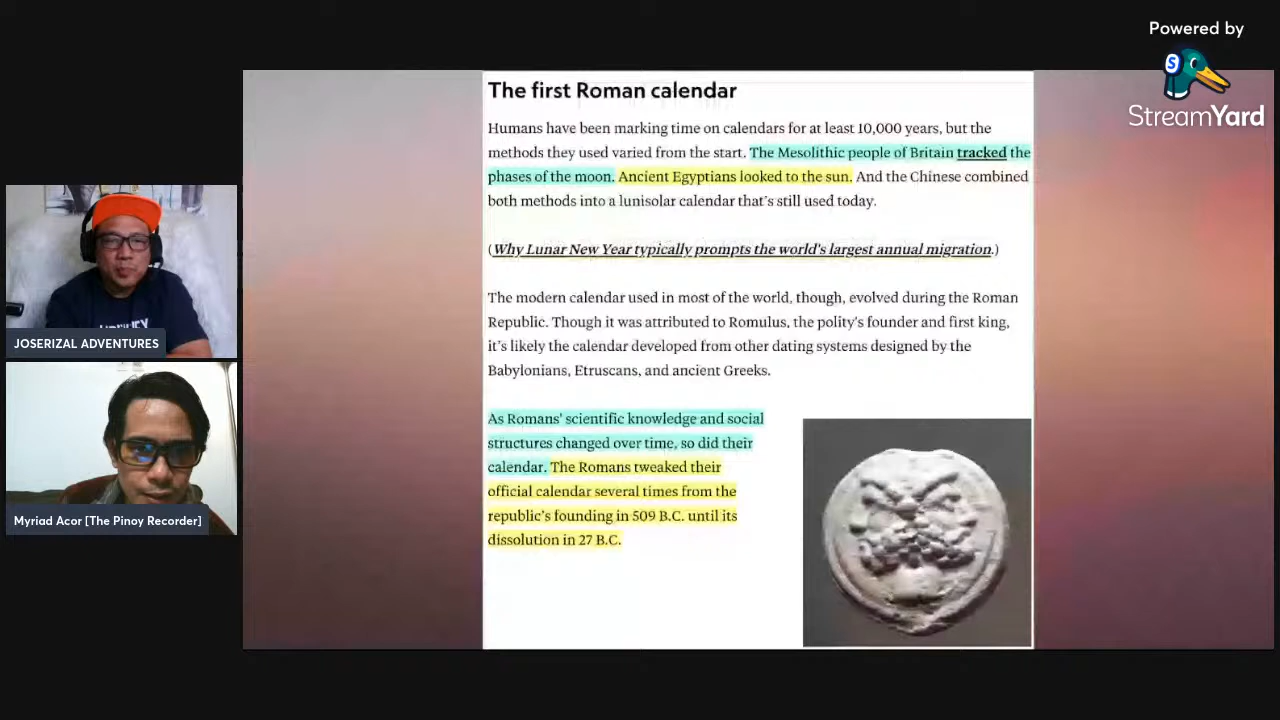 Powered by
StreamYard
The first Roman calendar
Humans have been marking time on calendars for at least 10,000 years, but the
methods they used varied from the start. The Mesolithic people of Britain tracked the
phases of the moon. Ancient Egyptians looked to the sun. And the Chinese combined
both methods into a lunisolar calendar that's still used today.
(Why Lunar New Year typically prompts the world's largest annual migration.)
The modern calendar used in most of the world, though, evolved during the Roman
Republic. Though it was attributed to Romulus, the polity's founder and first king,
it's likely the calendar developed from other dating systems designed by the
Babylonians, Etruscans, and ancient Greeks.
As Romans' scientific knowledge and social
structures changed over time, so did their
calendar. The Romans tweaked their
official calendar several times from the
republic's founding in 509 B.C. until its
dissolution in 27 B.C.
JOSERIZAL ADVENTURES
Myriad Acor [The Pinoy Recorder]